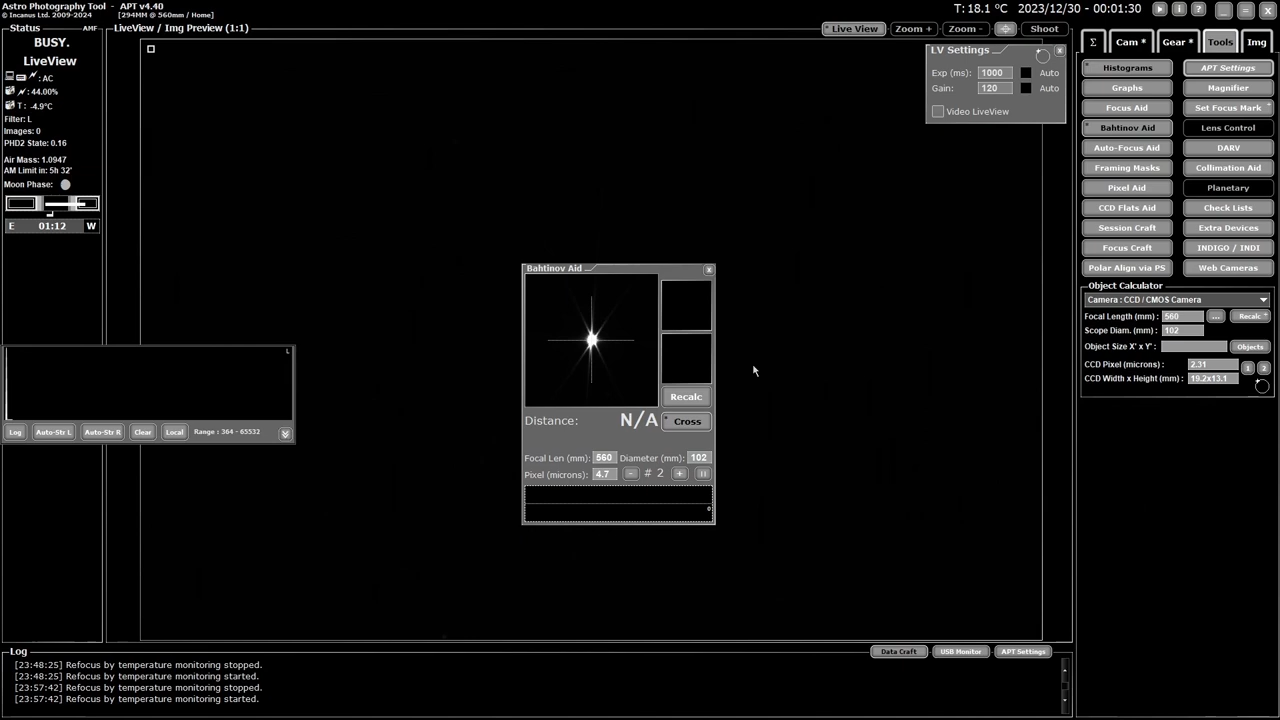 Astro Photography Tool - APT v4.40
© Incanus Ltd. 2009-2024
[294MM @ 560mm / Home]
T: 18.1 ºC 2023/12/30 - 00:01:30
Status
AMF
BUSY.
LiveView
: AC
: 44.00%
T : -4.9°C
Filter: L
Images: 0
PHD2 State: 0.16
Air Mass: 1.0947
AM Limit in: 5h 32'
Moon Phase:
E 01:12 W
LiveView / Img Preview (1:1)
Live View
Zoom +
Zoom -
Shoot
LV Settings
Exp (ms): 1000 Auto
Gain: 120 Auto
Video LiveView
L
Log
Auto-Str L
Auto-Str R
Clear
Local
Range : 364 - 65532
Bahtinov Aid
Recalc
Distance: N/A
Cross
Focal Len (mm): 560 Diameter (mm): 102
Pixel (microns): 4.7 - # 2 +
0
Σ
Cam *
Gear *
Tools
Img
Histograms
APT Settings
Graphs
Magnifier
Focus Aid
Set Focus Mark +
Bahtinov Aid
Lens Control
Auto-Focus Aid
DARV
Framing Masks
Collimation Aid
Pixel Aid
Planetary
CCD Flats Aid
Check Lists
Session Craft
Extra Devices
Focus Craft
INDIGO / INDI
Polar Align via PS
Web Cameras
Object Calculator
Camera : CCD / CMOS Camera
Focal Length (mm) : 560 ... Recalc +
Scope Diam. (mm) : 102
Object Size X' x Y' : Objects
CCD Pixel (microns) : 2.31 1 2
CCD Width x Height (mm) : 19.2x13.1
Log
Data Craft
USB Monitor
APT Settings
[23:48:25] Refocus by temperature monitoring stopped.
[23:48:25] Refocus by temperature monitoring started.
[23:57:42] Refocus by temperature monitoring stopped.
[23:57:42] Refocus by temperature monitoring started.